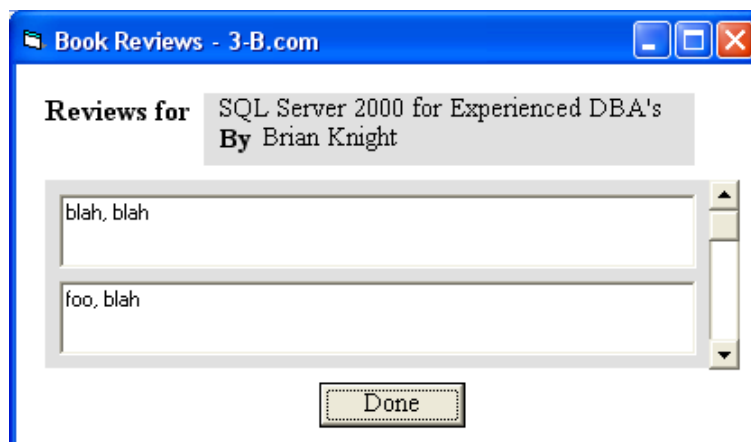 Book Reviews - 3-B.com
Reviews for
SQL Server 2000 for Experienced DBA's
By Brian Knight
blah, blah
foo, blah
Done